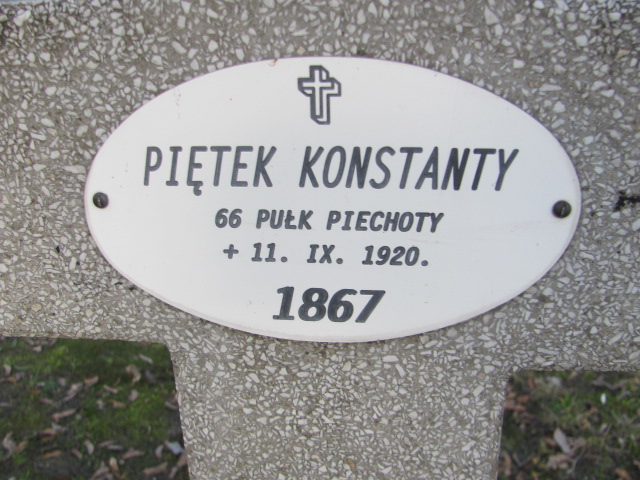 PIĘTEK KONSTANTY
66 PUŁK PIECHOTY
+ 11. IX. 1920.
1867